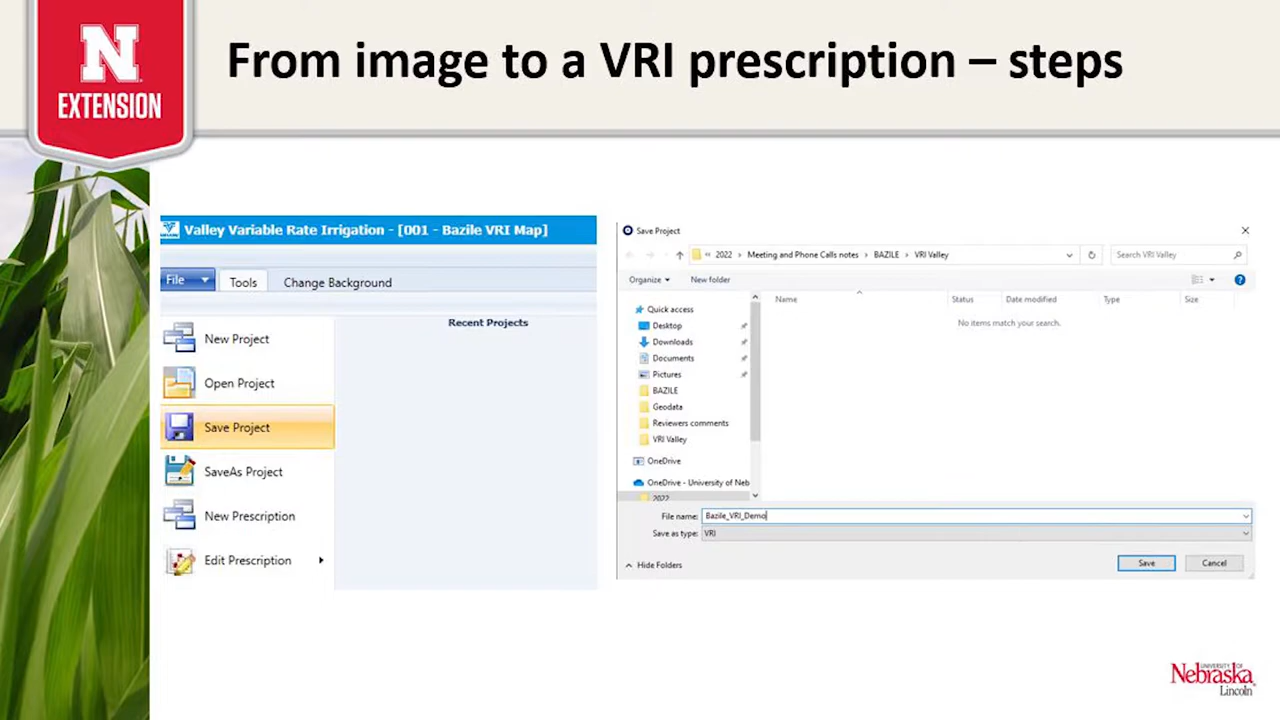 N
EXTENSION
From image to a VRI prescription – steps
Valley Variable Rate Irrigation - [001 - Bazile VRI Map]
File
Tools
Change Background
Recent Projects
New Project
Open Project
Save Project
SaveAs Project
New Prescription
Edit Prescription
Save Project
2022 › Meeting and Phone Calls notes › BAZILE › VRI Valley
Search VRI Valley
Organize
New folder
Name
Status
Date modified
Type
Size
No items match your search.
Quick access
Desktop
Downloads
Documents
Pictures
BAZILE
Geodata
Reviewers comments
VRI Valley
OneDrive
OneDrive - University of Neb
2022
File name: Bazile_VRI_Demo
Save as type: VRI
Hide Folders
Save
Cancel
UNIVERSITY OF
Nebraska
Lincoln